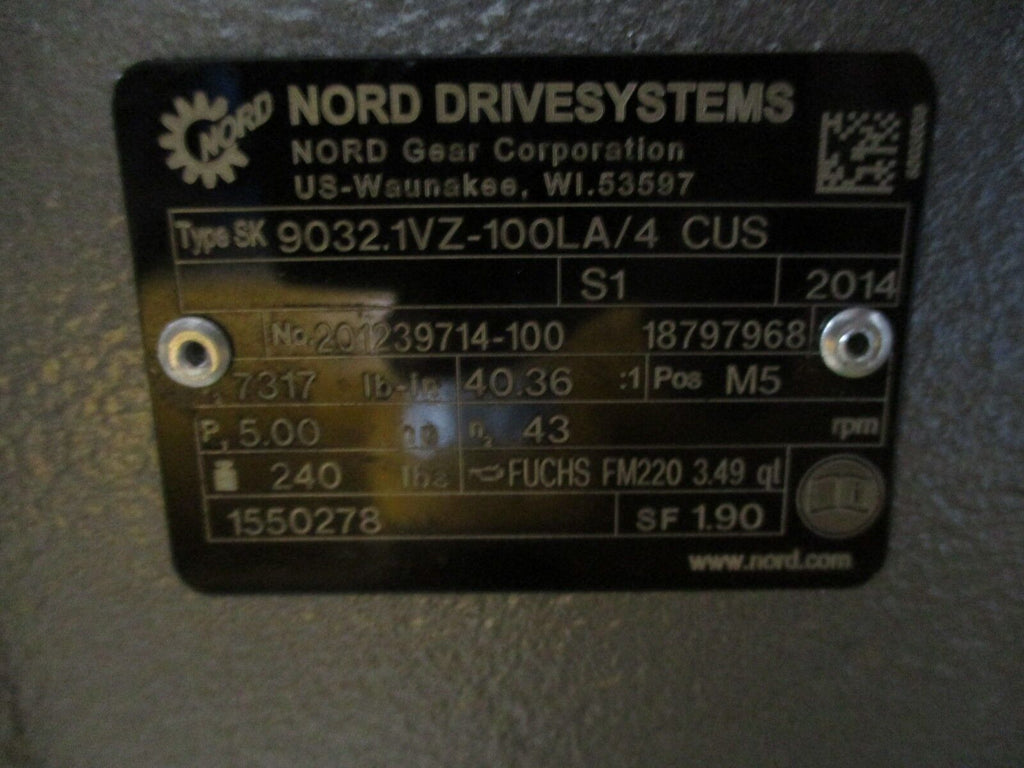 NORD
NORD DRIVESYSTEMS
NORD Gear Corporation
US-Waunakee, WI.53597
Type SK 9032.1VZ-100LA/4 CUS
S1 2014
No. 201239714-100 18797968
7317 lb-in 40.36 :1 Pos M5
P1 5.00 n2 43 rpm
240 lbs FUCHS FM220 3.49 qt
1550278 SF 1.90
www.nord.com